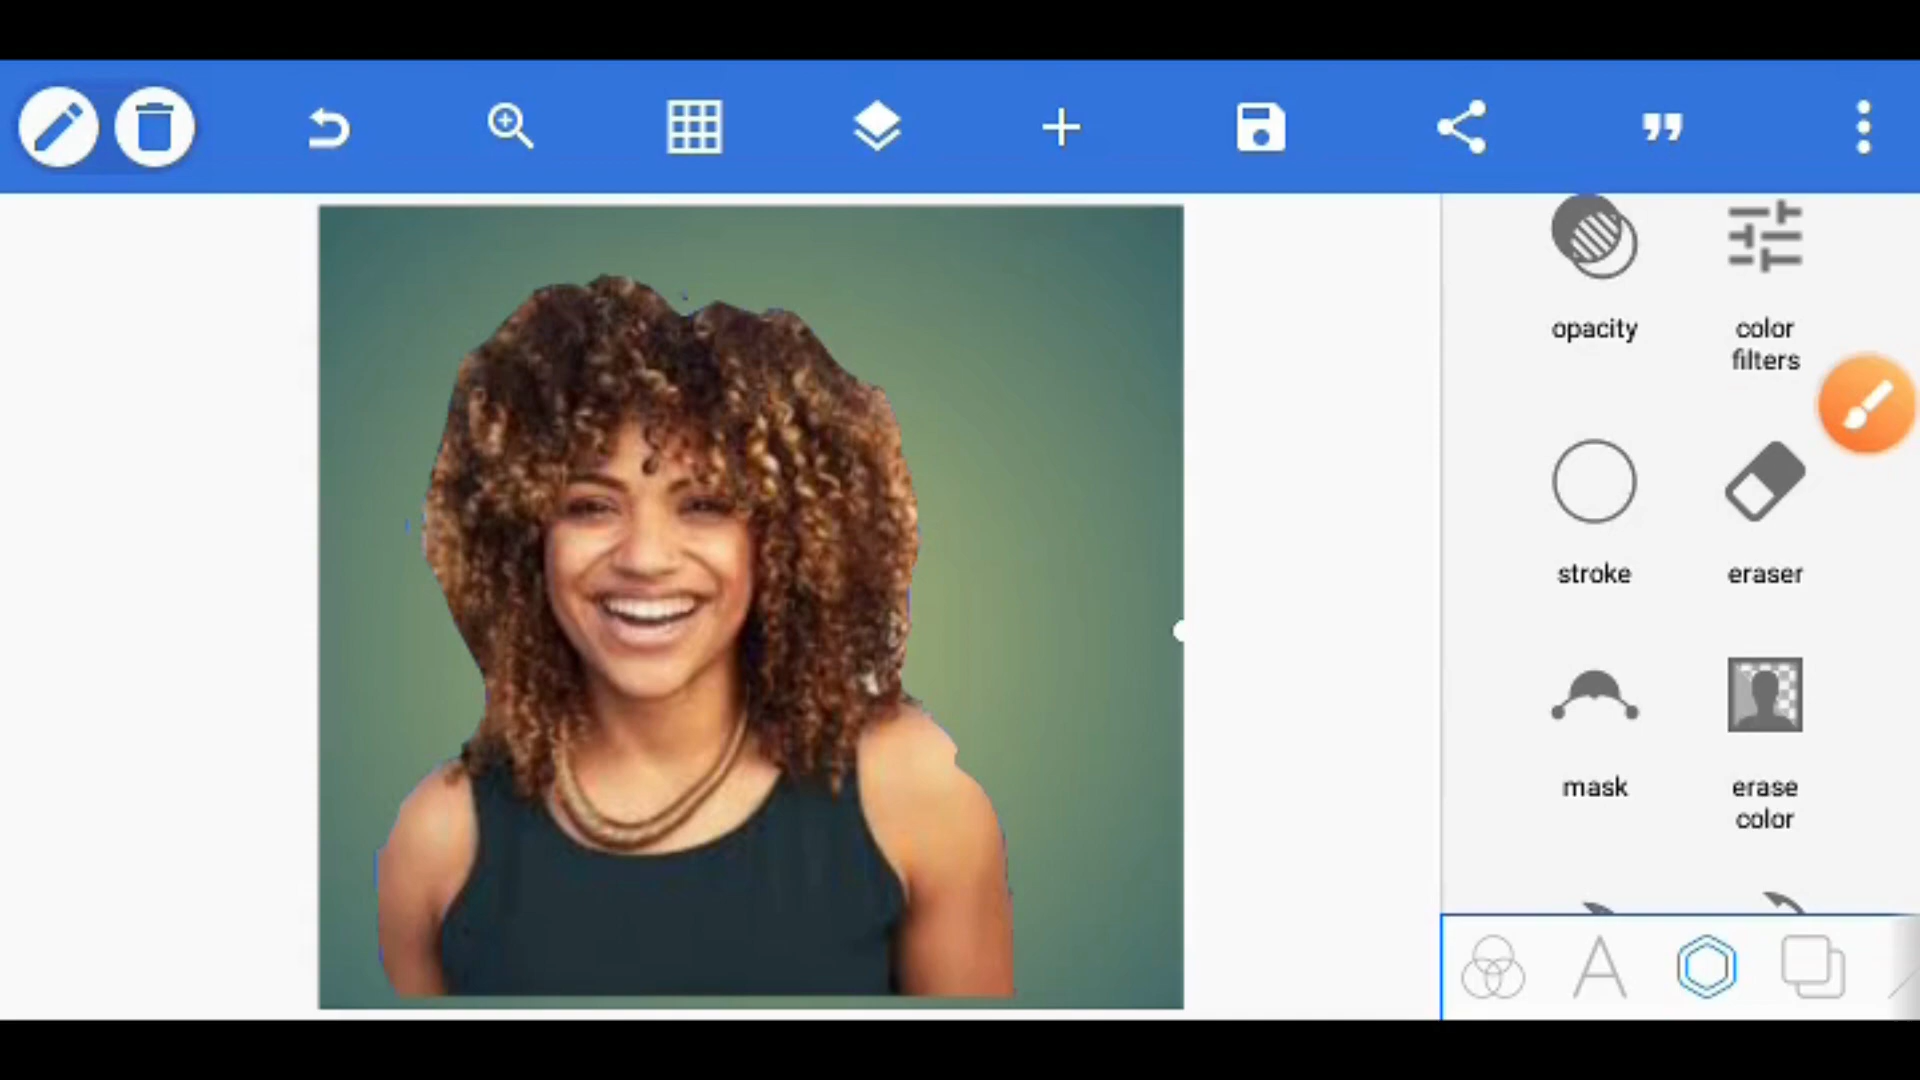 opacity
color
filters
stroke
eraser
mask
erase
color